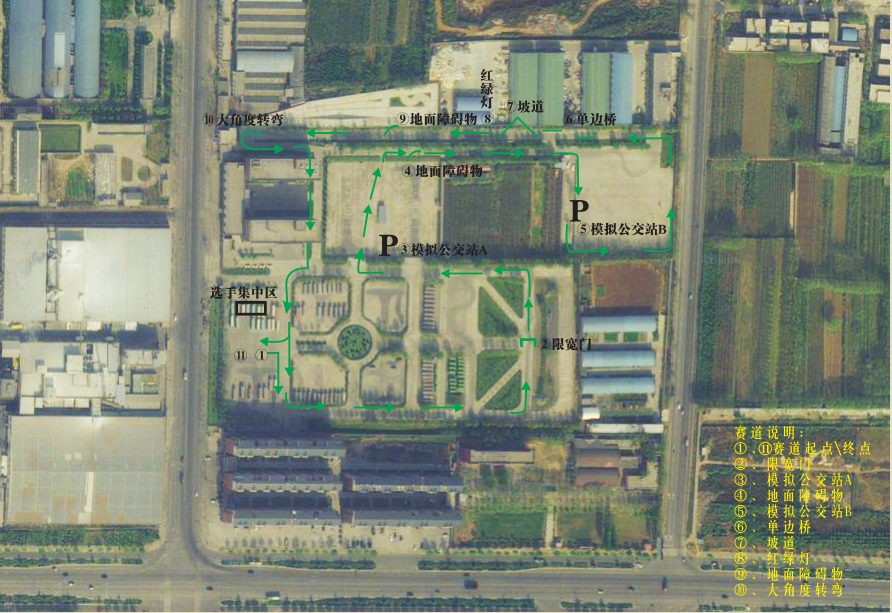 红绿灯
7 坡道
⑩大角度转弯
⑨地面障碍物
⑧
6 单边桥
④地面障碍物
P
⑤模拟公交站B
P
3 模拟公交站A
选手集中区
2 限宽门
⑪ ①
赛道说明:
①.⑪赛道起点\终点
②、限宽门
③、模拟公交站A
④、地面障碍物
⑤、模拟公交站B
⑥、单边桥
⑦、坡道
⑧、红绿灯
⑨、地面障碍物
⑩、大角度转弯